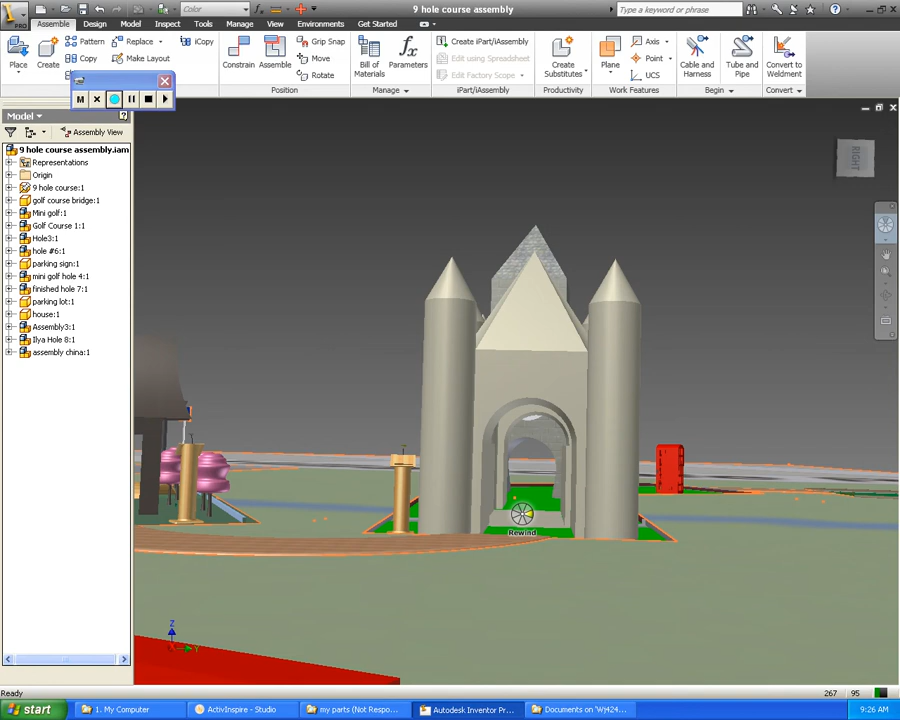 Color
9 hole course assembly
Type a keyword or phrase
PRO
Assemble Design Model Inspect Tools View Environments Get Started
Place
Create
Pattern
Copy
Replace
Make Layout
iCopy
Constrain
Assemble
Grip Snap
Move
Rotate
Position
Bill of
Materials
Parameters
Manage
Create iPart/iAssembly
Edit using Spreadsheet
Edit Factory Scope
iPart/iAssembly
Create
Substitutes
Productivity
Plane
Axis
Point
UCS
Work Features
Cable and
Harness
Tube and
Pipe
Begin
Convert to
Weldment
Convert
M
Model
Assembly View
9 hole course assembly.iam
Representations
Origin
9 hole course:1
golf course bridge:1
Mini golf:1
Golf Course 1:1
Hole3:1
hole #6:1
parking sign:1
mini golf hole 4:1
finished hole 7:1
parking lot:1
house:1
Assembly3:1
Ilya Hole 8:1
assembly china:1
RIGHT
Rewind
Z
Y
Ready
267 95
start
1. My Computer
ActivInspire - Studio
my parts (Not Respo...
Autodesk Inventor Pr...
Documents on 'Wj424...
9:26 AM